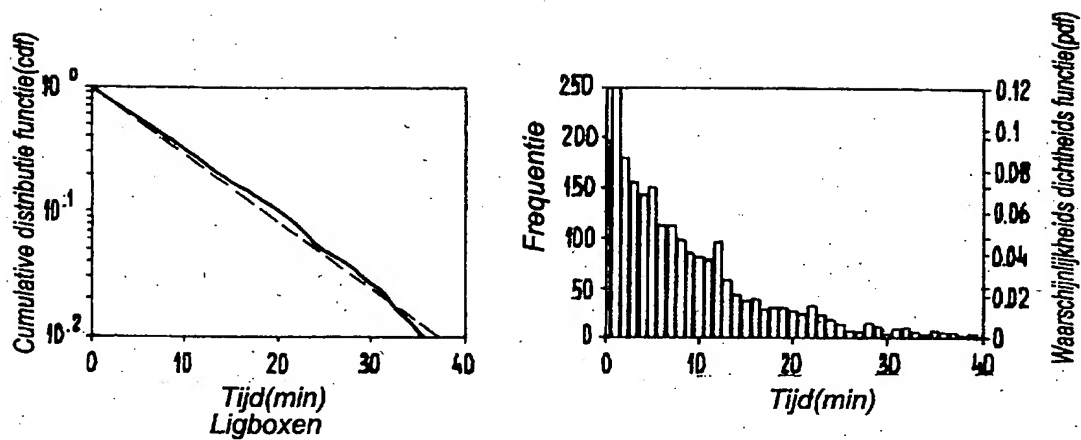 Cumulative distributie functie(cdf)
10 0
10-1
10-2
0 10 20 30 40
Tijd(min)
Ligboxen
Frequentie
250
200
150
100
50
0
0 10 20 30 40
Tijd(min)
0.12
0.1
0.08
0.06
0.04
0.02
0
Waarschijnlijkheids dichtheids functie(pdf)